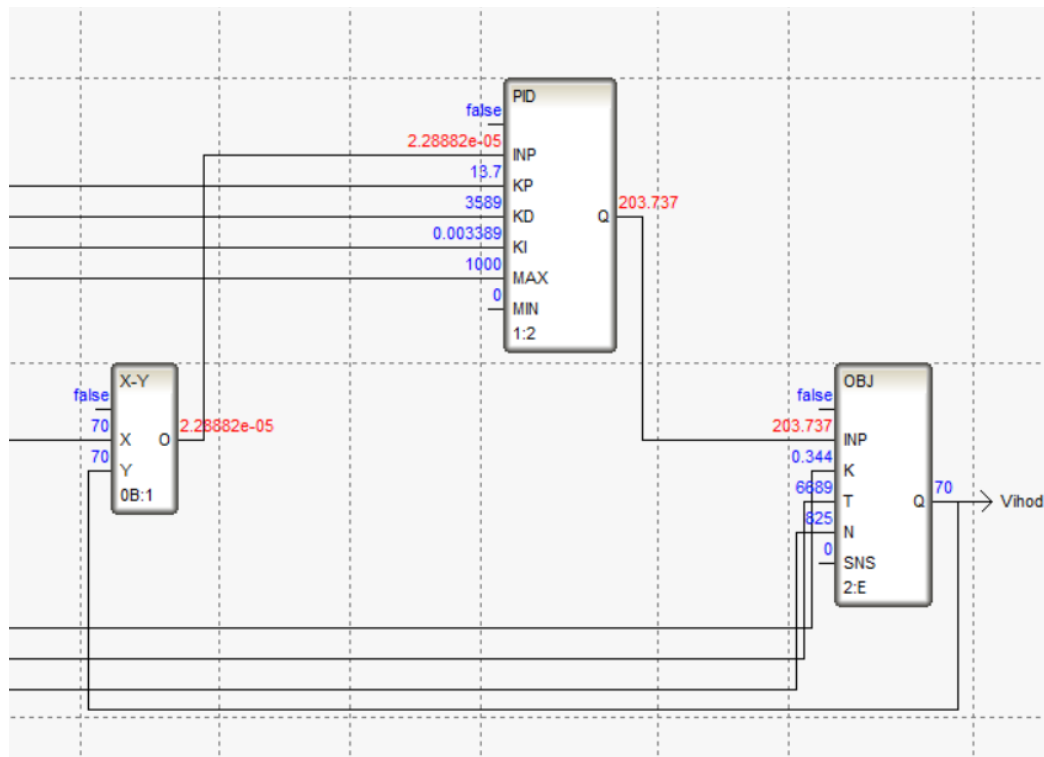 PID
false
2.28882e-05
INP
13.7
KP
3589
KD
Q
203.737
0.003389
KI
1000
MAX
0
MIN
1:2
X-Y
false
70
X
O
2.28882e-05
70
Y
0B:1
OBJ
false
203.737
INP
0.344
K
6689
T
Q
70
Vihod
825
N
0
SNS
2:E